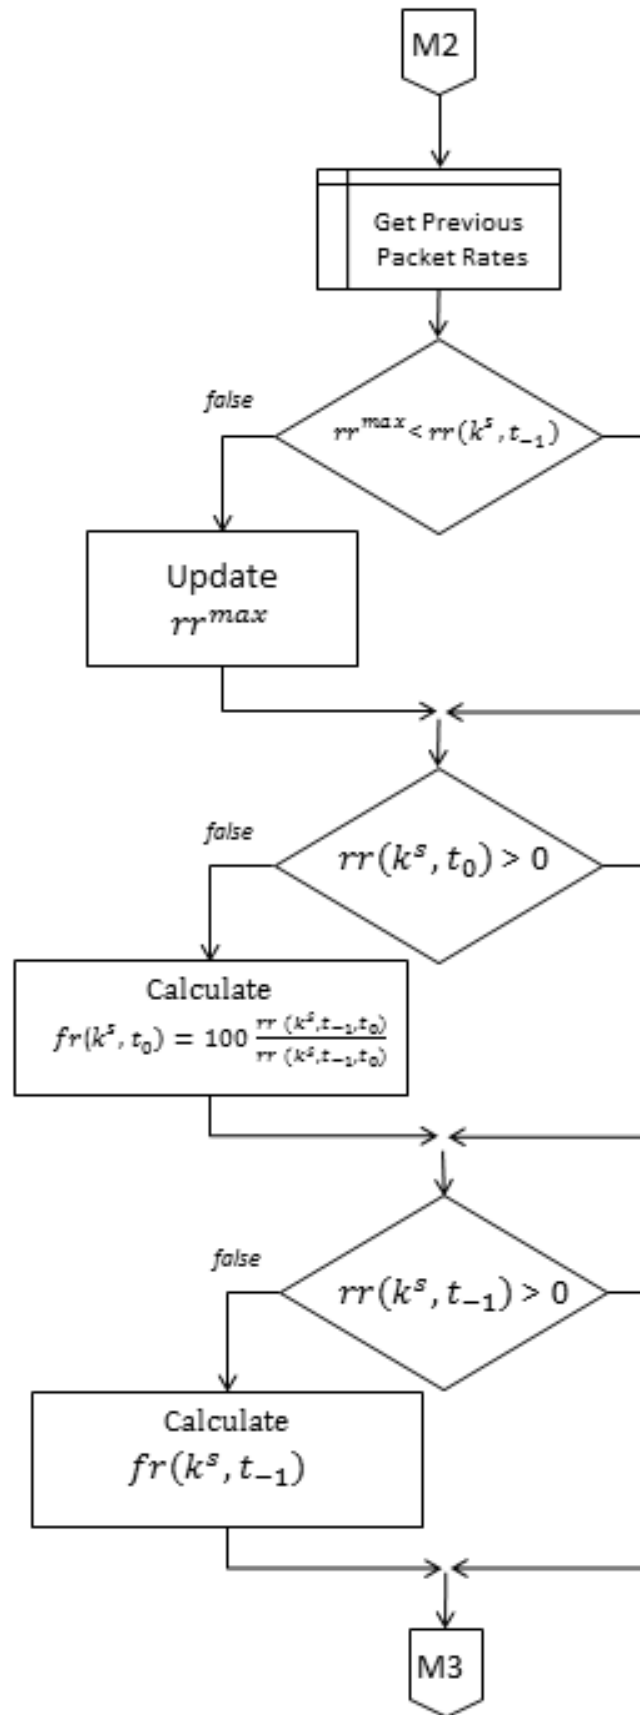 M2
Get Previous
Packet Rates
false
rr^max < rr(k^s, t_−1)
Update
rr^max
false
rr(k^s, t_0) > 0
Calculate
fr(k^s, t_0) = 100 rr (k^s,t_−1,t_0) / rr (k^s,t_−1,t_0)
false
rr(k^s, t_−1) > 0
Calculate
fr(k^s, t_−1)
M3